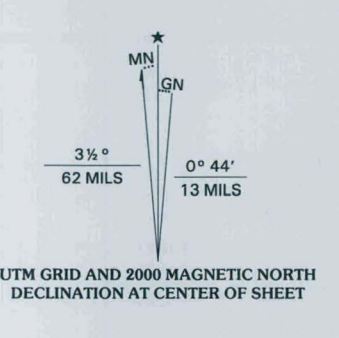 ★
MN
GN
3½°
62 MILS
0° 44′
13 MILS
UTM GRID AND 2000 MAGNETIC NORTH
DECLINATION AT CENTER OF SHEET